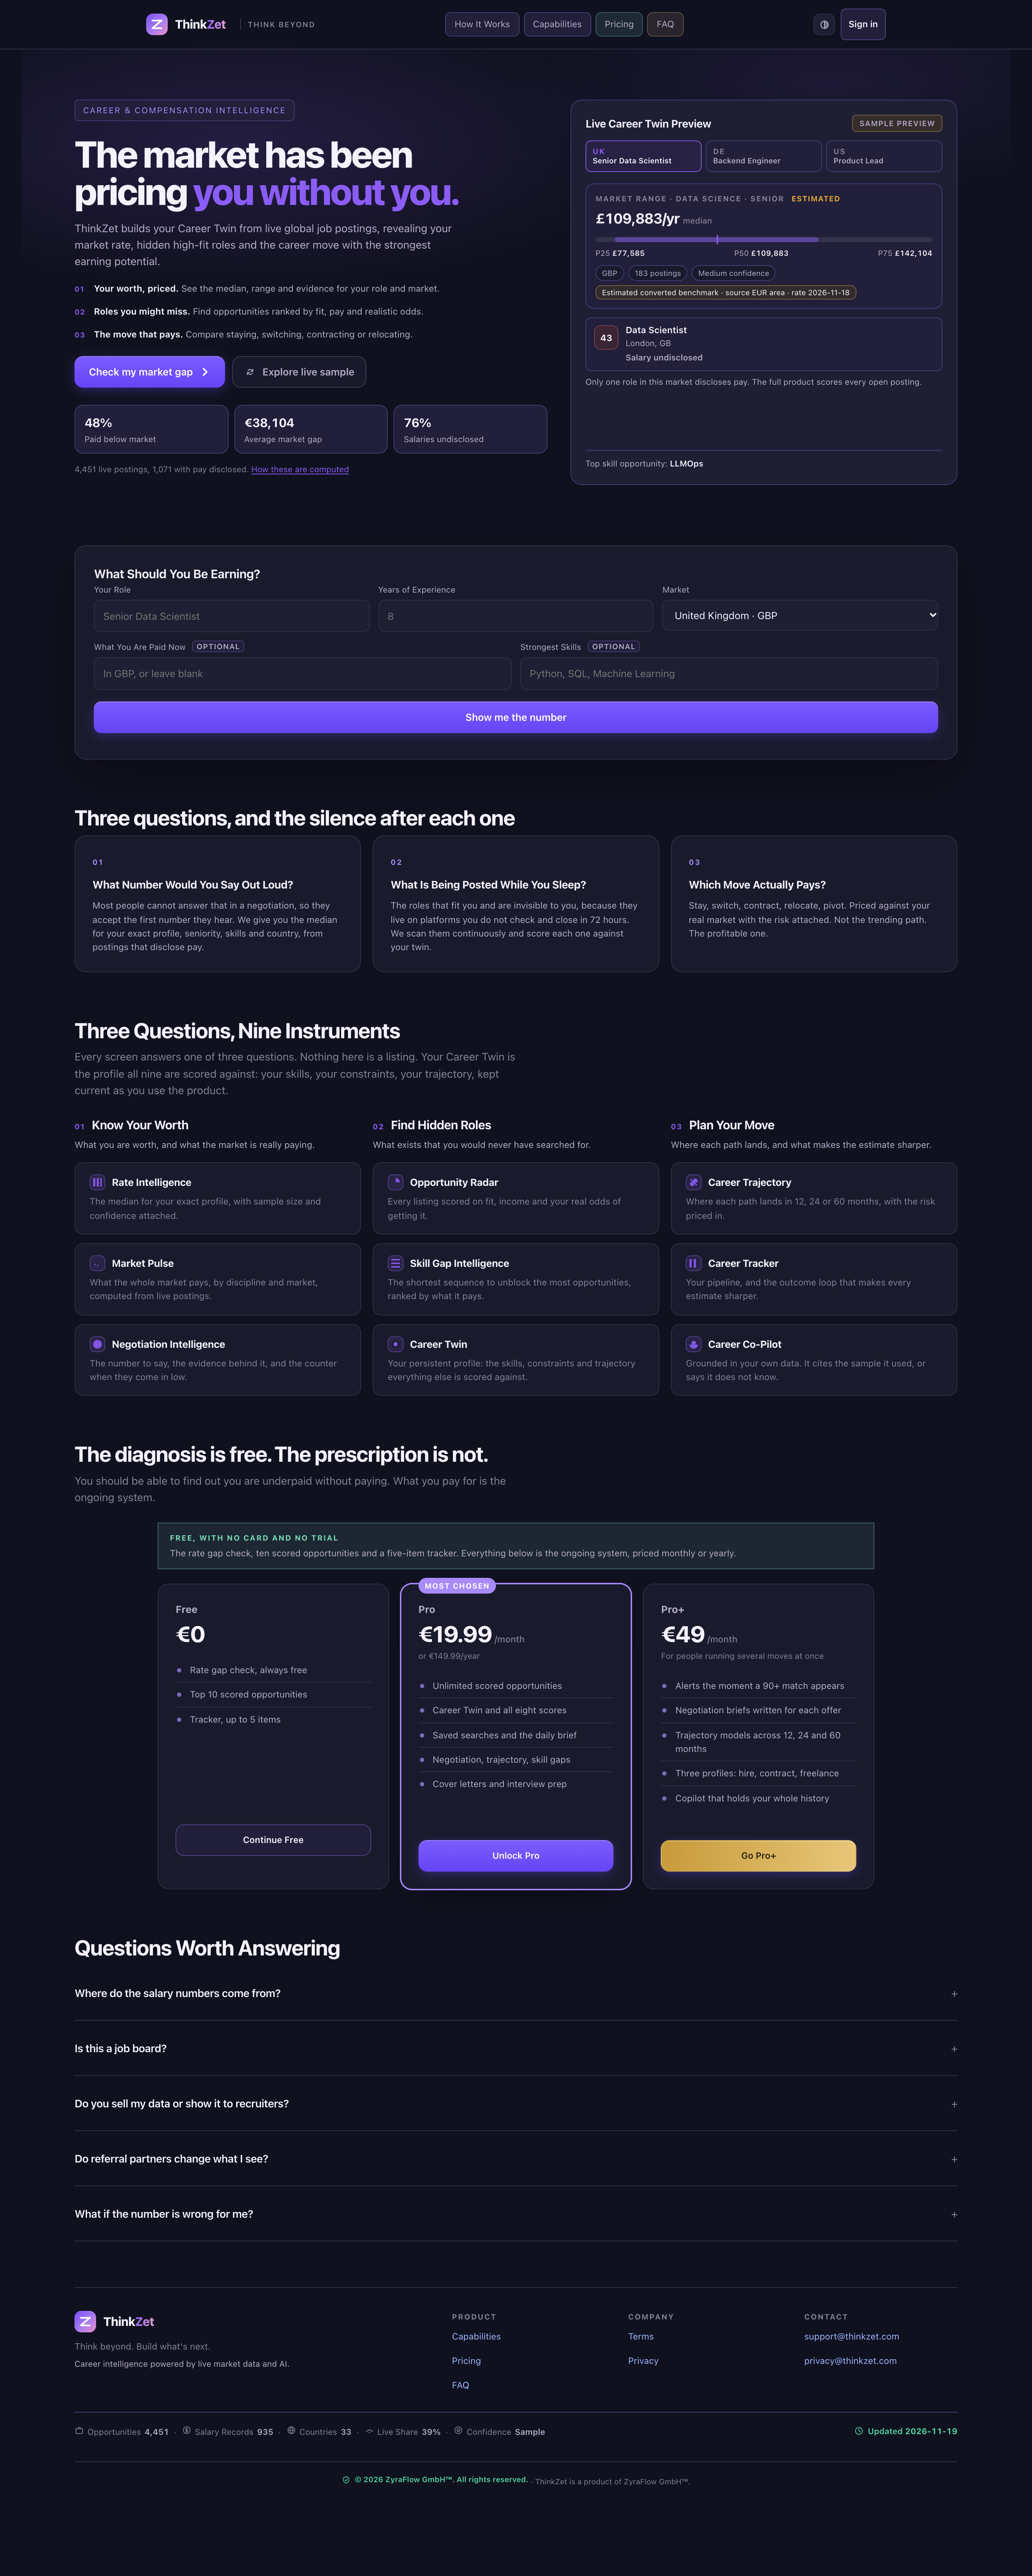 ThinkZet
THINK BEYOND
How It Works
Capabilities
Pricing
FAQ
Sign in
CAREER & COMPENSATION INTELLIGENCE
The market has been
pricing you without you.
ThinkZet builds your Career Twin from live global job postings, revealing your
market rate, hidden high-fit roles and the career move with the strongest
earning potential.
01 Your worth, priced. See the median, range and evidence for your role and market.
02 Roles you might miss. Find opportunities ranked by fit, pay and realistic odds.
03 The move that pays. Compare staying, switching, contracting or relocating.
Check my market gap
Explore live sample
48%
Paid below market
€38,104
Average market gap
76%
Salaries undisclosed
4,451 live postings, 1,071 with pay disclosed. How these are computed
Live Career Twin Preview
SAMPLE PREVIEW
UK
Senior Data Scientist
DE
Backend Engineer
US
Product Lead
MARKET RANGE · DATA SCIENCE · SENIOR ESTIMATED
£109,883/yr median
P25 £77,585
P50 £109,883
P75 £142,104
GBP
183 postings
Medium confidence
Estimated converted benchmark · source EUR area · rate 2026-11-18
43
Data Scientist
London, GB
Salary undisclosed
Only one role in this market discloses pay. The full product scores every open posting.
Top skill opportunity: LLMOps
What Should You Be Earning?
Your Role
Senior Data Scientist
Years of Experience
8
Market
United Kingdom · GBP
What You Are Paid Now OPTIONAL
In GBP, or leave blank
Strongest Skills OPTIONAL
Python, SQL, Machine Learning
Show me the number
Three questions, and the silence after each one
01
What Number Would You Say Out Loud?
Most people cannot answer that in a negotiation, so they
accept the first number they hear. We give you the median
for your exact profile, seniority, skills and country, from
postings that disclose pay.
02
What Is Being Posted While You Sleep?
The roles that fit you and are invisible to you, because they
live on platforms you do not check and close in 72 hours.
We scan them continuously and score each one against
your twin.
03
Which Move Actually Pays?
Stay, switch, contract, relocate, pivot. Priced against your
real market with the risk attached. Not the trending path.
The profitable one.
Three Questions, Nine Instruments
Every screen answers one of three questions. Nothing here is a listing. Your Career Twin is
the profile all nine are scored against: your skills, your constraints, your trajectory, kept
current as you use the product.
01 Know Your Worth
What you are worth, and what the market is really paying.
Rate Intelligence
The median for your exact profile, with sample size and
confidence attached.
Market Pulse
What the whole market pays, by discipline and market,
computed from live postings.
Negotiation Intelligence
The number to say, the evidence behind it, and the counter
when they come in low.
02 Find Hidden Roles
What exists that you would never have searched for.
Opportunity Radar
Every listing scored on fit, income and your real odds of
getting it.
Skill Gap Intelligence
The shortest sequence to unblock the most opportunities,
ranked by what it pays.
Career Twin
Your persistent profile: the skills, constraints and trajectory
everything else is scored against.
03 Plan Your Move
Where each path lands, and what makes the estimate sharper.
Career Trajectory
Where each path lands in 12, 24 or 60 months, with the risk
priced in.
Career Tracker
Your pipeline, and the outcome loop that makes every
estimate sharper.
Career Co-Pilot
Grounded in your own data. It cites the sample it used, or
says it does not know.
The diagnosis is free. The prescription is not.
You should be able to find out you are underpaid without paying. What you pay for is the
ongoing system.
FREE, WITH NO CARD AND NO TRIAL
The rate gap check, ten scored opportunities and a five-item tracker. Everything below is the ongoing system, priced monthly or yearly.
Free
€0
Rate gap check, always free
Top 10 scored opportunities
Tracker, up to 5 items
Continue Free
MOST CHOSEN
Pro
€19.99 /month
or €149.99/year
Unlimited scored opportunities
Career Twin and all eight scores
Saved searches and the daily brief
Negotiation, trajectory, skill gaps
Cover letters and interview prep
Unlock Pro
Pro+
€49 /month
For people running several moves at once
Alerts the moment a 90+ match appears
Negotiation briefs written for each offer
Trajectory models across 12, 24 and 60
months
Three profiles: hire, contract, freelance
Copilot that holds your whole history
Go Pro+
Questions Worth Answering
Where do the salary numbers come from? +
Is this a job board? +
Do you sell my data or show it to recruiters? +
Do referral partners change what I see? +
What if the number is wrong for me? +
ThinkZet
Think beyond. Build what's next.
Career intelligence powered by live market data and AI.
PRODUCT
Capabilities
Pricing
FAQ
COMPANY
Terms
Privacy
CONTACT
support@thinkzet.com
privacy@thinkzet.com
Opportunities 4,451 · Salary Records 935 · Countries 33 · Live Share 39% · Confidence Sample
Updated 2026-11-19
© 2026 ZyraFlow GmbH™. All rights reserved. · ThinkZet is a product of ZyraFlow GmbH™.